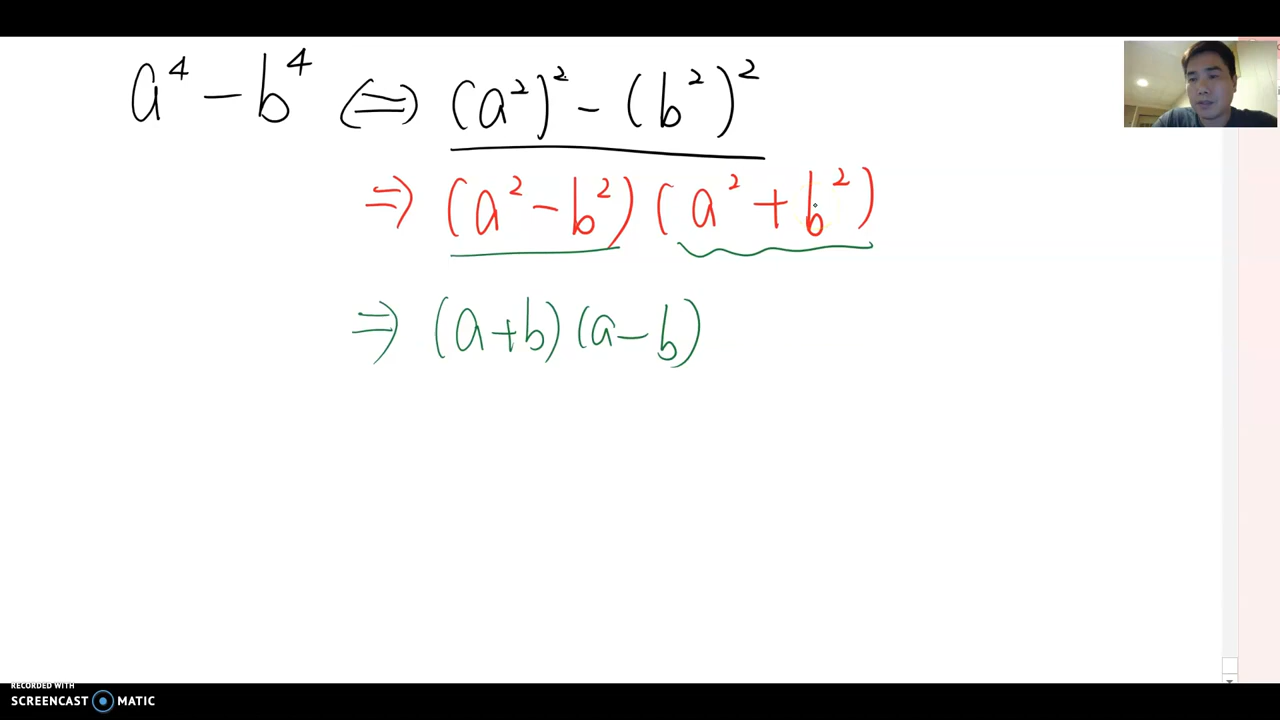 a⁴ − b⁴ ⇔ (a²)² − (b²)²
⇒ (a² − b²)(a² + b²)
⇒ (a+b)(a−b)
RECORDED WITH
SCREENCAST MATIC